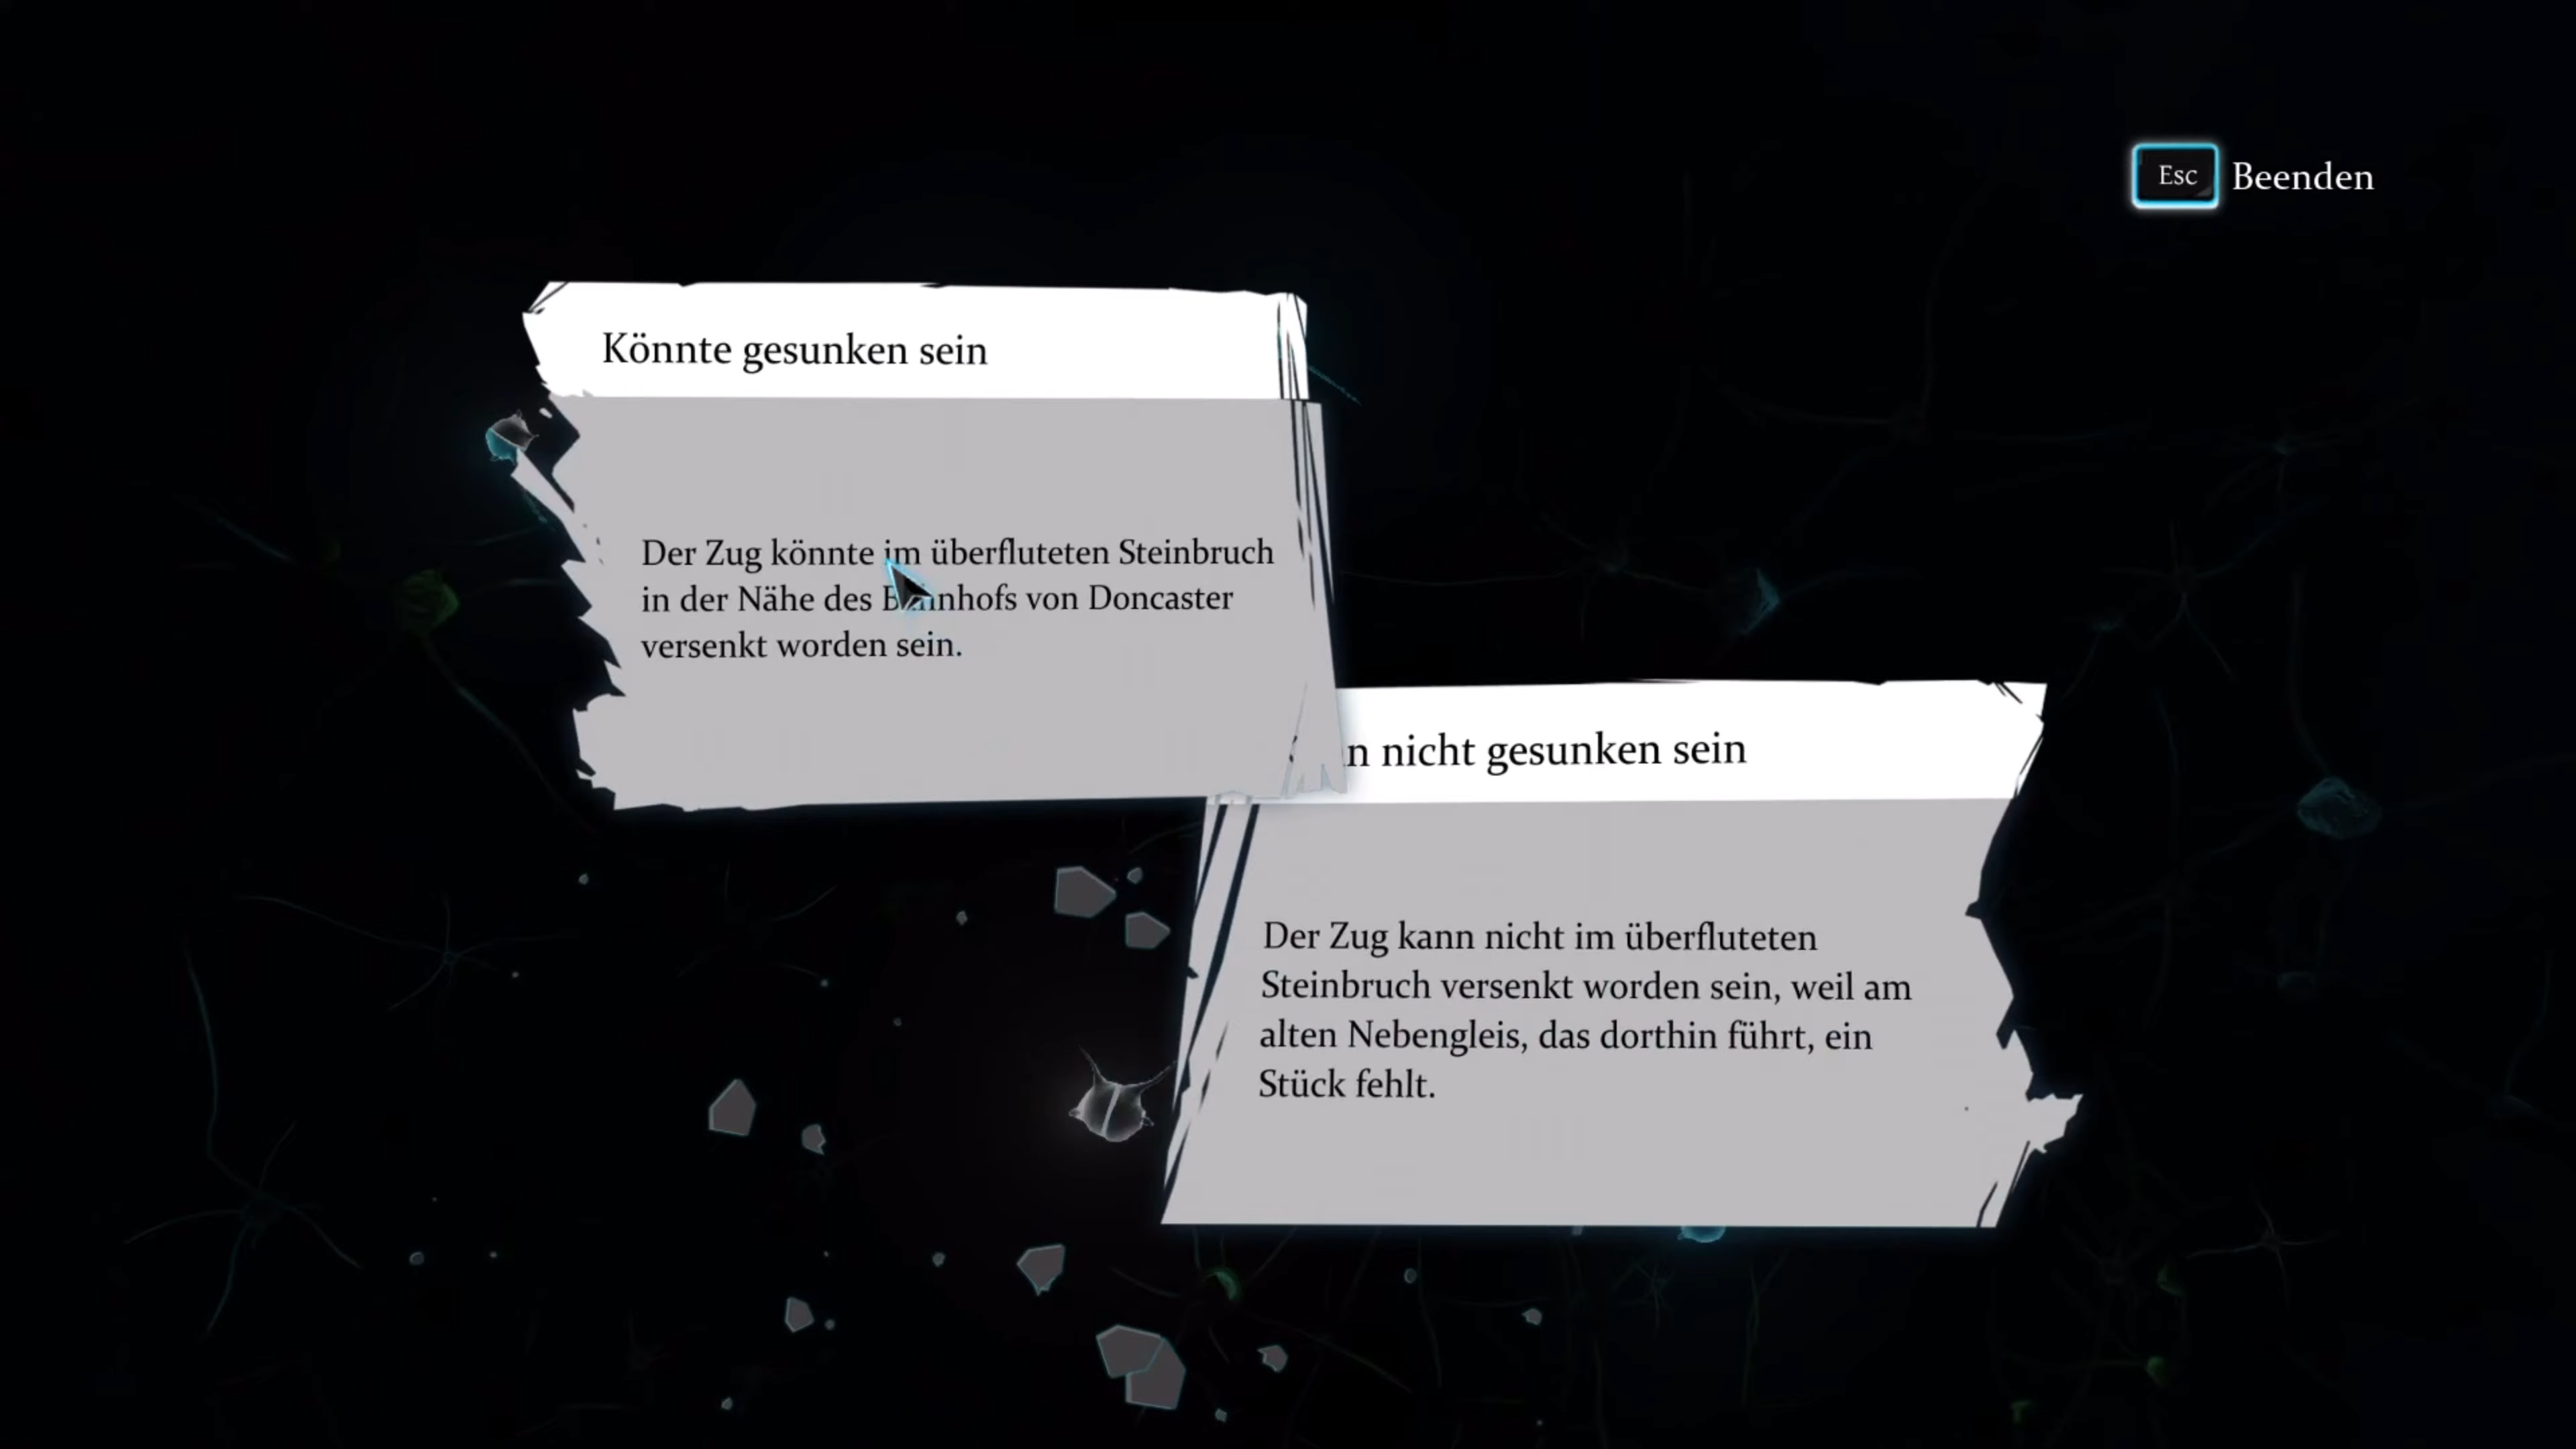 Esc Beenden
Könnte gesunken sein
Der Zug könnte im überfluteten Steinbruch
in der Nähe des Bahnhofs von Doncaster
versenkt worden sein.
nicht gesunken sein
Der Zug kann nicht im überfluteten
Steinbruch versenkt worden sein, weil am
alten Nebengleis, das dorthin führt, ein
Stück fehlt.